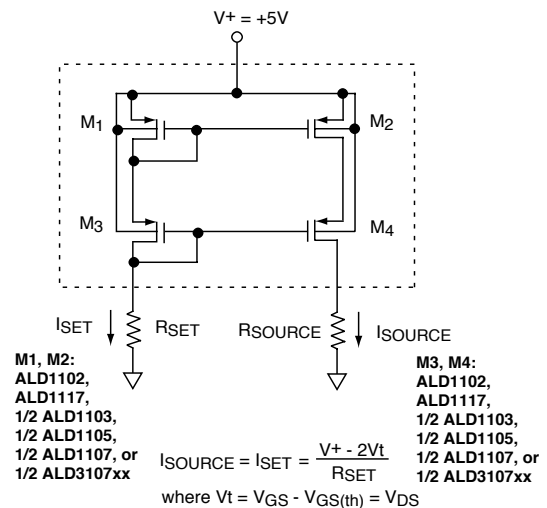 V+ = +5V
M1
M2
M3
M4
ISET
RSET
RSOURCE
ISOURCE
M1, M2:
ALD1102,
ALD1117,
1/2 ALD1103,
1/2 ALD1105,
1/2 ALD1107, or
1/2 ALD3107xx
M3, M4:
ALD1102,
ALD1117,
1/2 ALD1103,
1/2 ALD1105,
1/2 ALD1107, or
1/2 ALD3107xx
ISOURCE = ISET = V+ - 2Vt
RSET
where Vt = VGS - VGS(th) = VDS